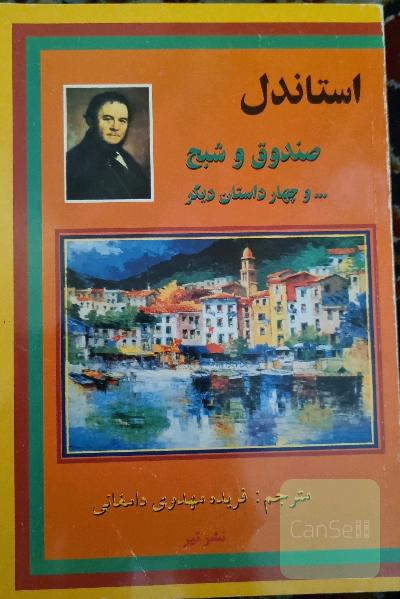 استاندل
صندوق و شبح
... و چهار داستان دیگر
مترجم: فریده مهدوی دامغانی
نشر تیر
CanSell